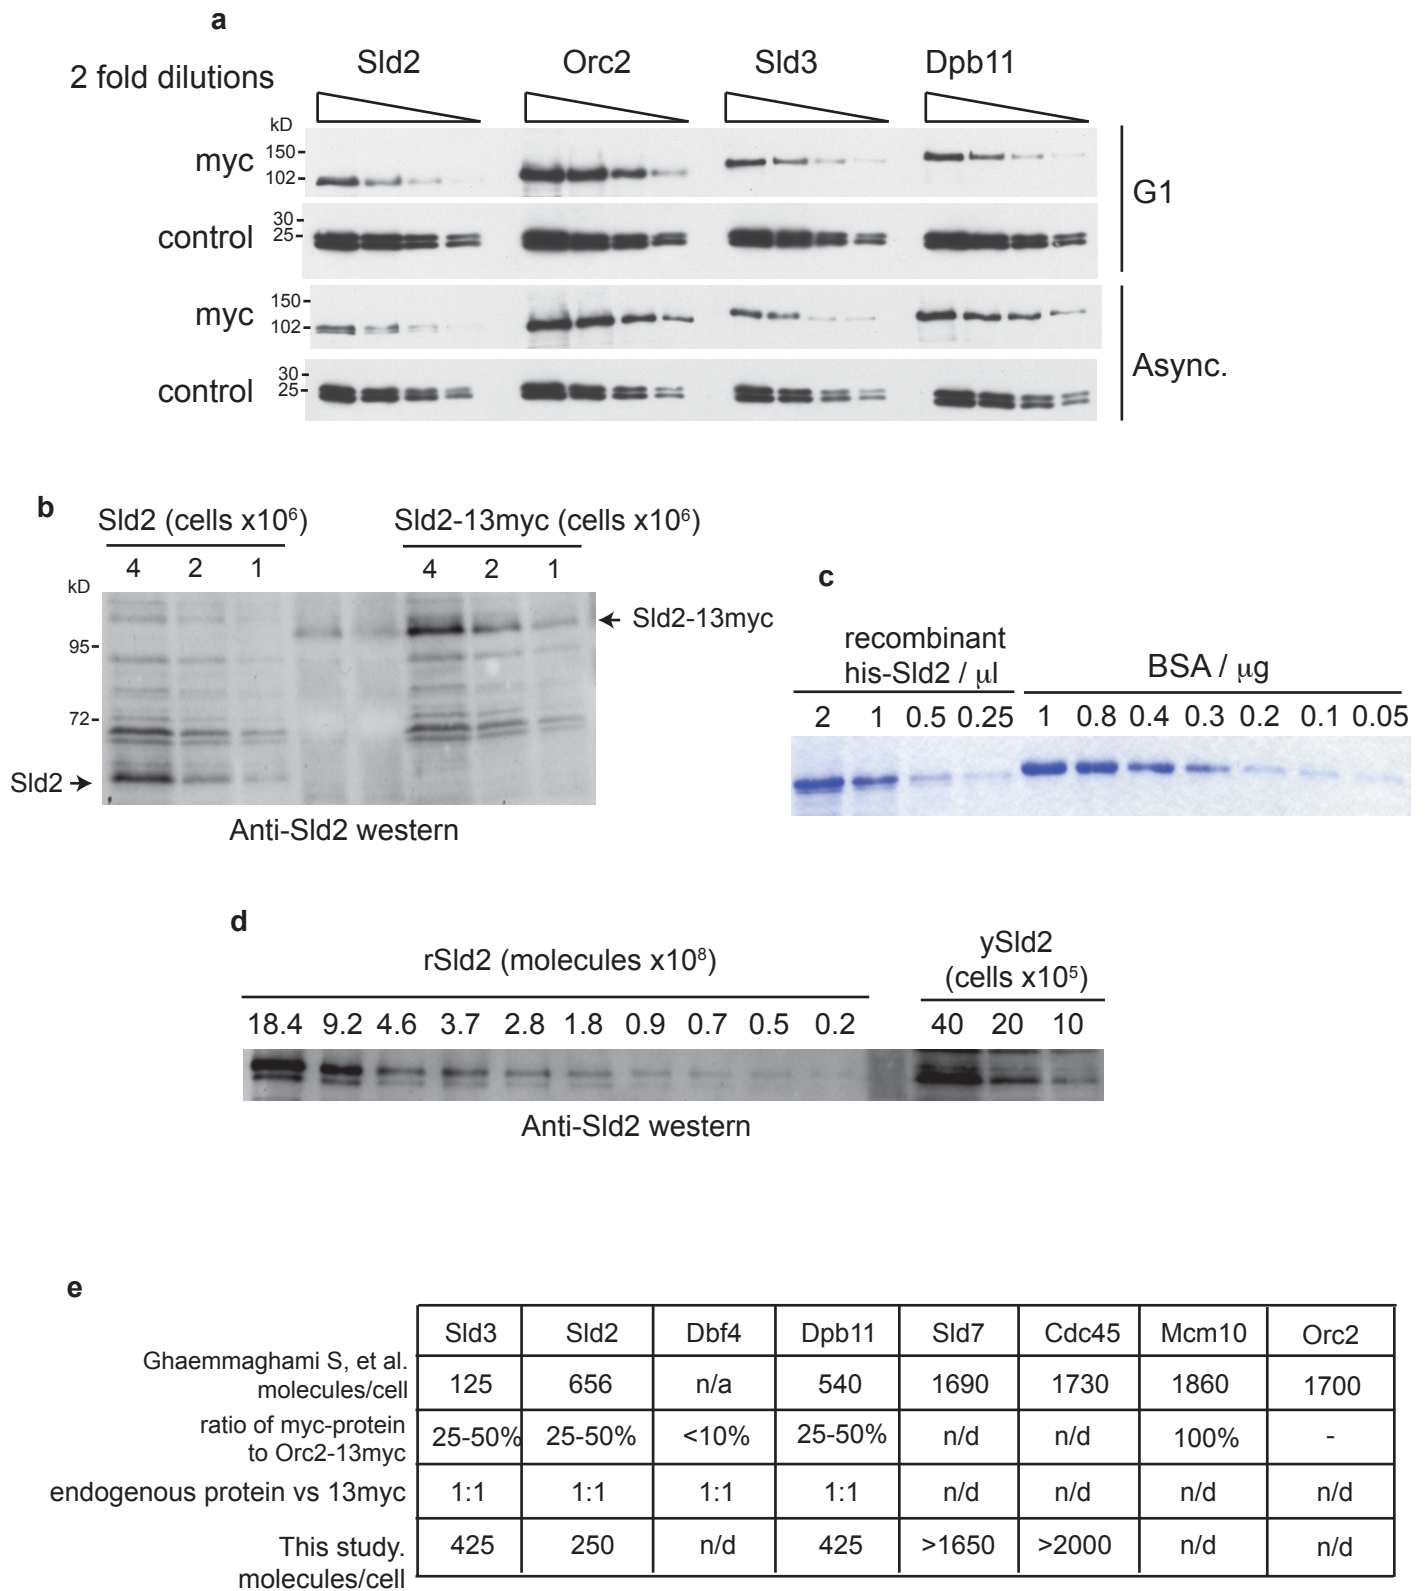 a
2 fold dilutions
Sld2 Orc2 Sld3 Dpb11
kD
myc
150
102
G1
control
30
25
myc
150
102
Async.
control
30
25
b
Sld2 (cells x10⁶) Sld2-13myc (cells x10⁶)
4 2 1 4 2 1
kD
Sld2-13myc
95
72
Sld2
Anti-Sld2 western
c
recombinant
his-Sld2 / μl
BSA / μg
2 1 0.5 0.25 1 0.8 0.4 0.3 0.2 0.1 0.05
d
rSld2 (molecules x10⁸)
ySld2
(cells x10⁵)
18.4 9.2 4.6 3.7 2.8 1.8 0.9 0.7 0.5 0.2 40 20 10
Anti-Sld2 western
e
Sld3 Sld2 Dbf4 Dpb11 Sld7 Cdc45 Mcm10 Orc2
Ghaemmaghami S, et al.
molecules/cell
125 656 n/a 540 1690 1730 1860 1700
ratio of myc-protein
to Orc2-13myc
25-50% 25-50% <10% 25-50% n/d n/d 100% -
endogenous protein vs 13myc 1:1 1:1 1:1 1:1 n/d n/d n/d n/d
This study.
molecules/cell
425 250 n/d 425 >1650 >2000 n/d n/d